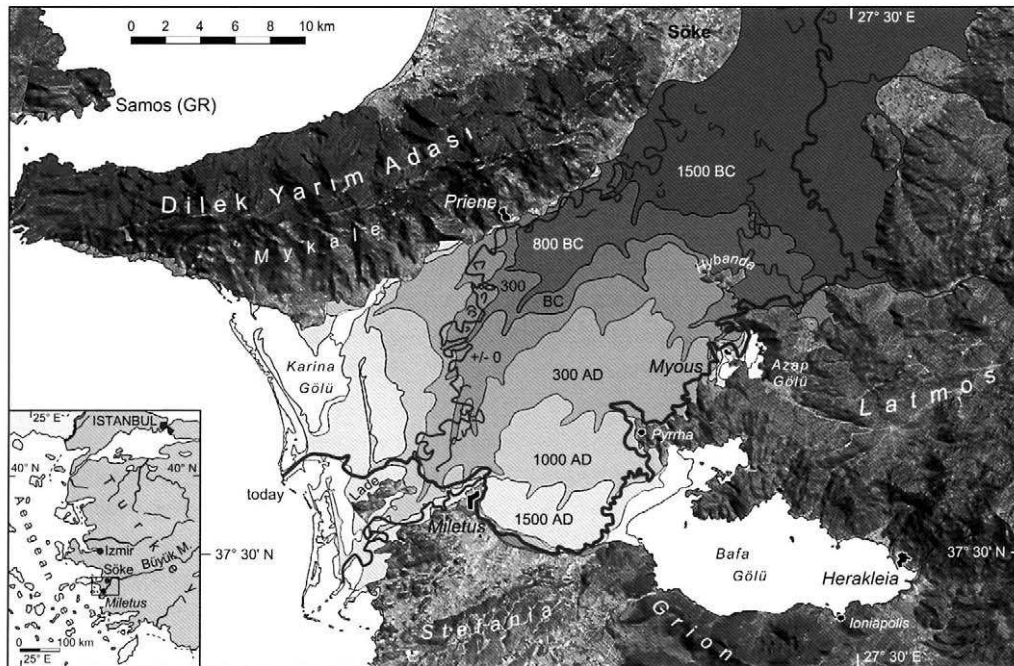 0 2 4 6 8 10 km
27° 30' E
Söke
Samos (GR)
Dilek Yarım Adası
Mykale
Priene
1500 BC
800 BC
Hybanda
300
BC
+/- 0
Karina
Gölü
300 AD
Myous
Azap
Gölü
Latmos
Pyrrha
1000 AD
today
Lade
Miletus
1500 AD
37° 30' N
37° 30' N
Bafa
Gölü
Herakleia
Ioniapolis
Stefania
Grion
27° 30' E
25° E
ISTANBUL
40° N
40° N
Turkey
Aegean Sea
Izmir
Büyük M.
Söke
Miletus
0 100 km
25° E